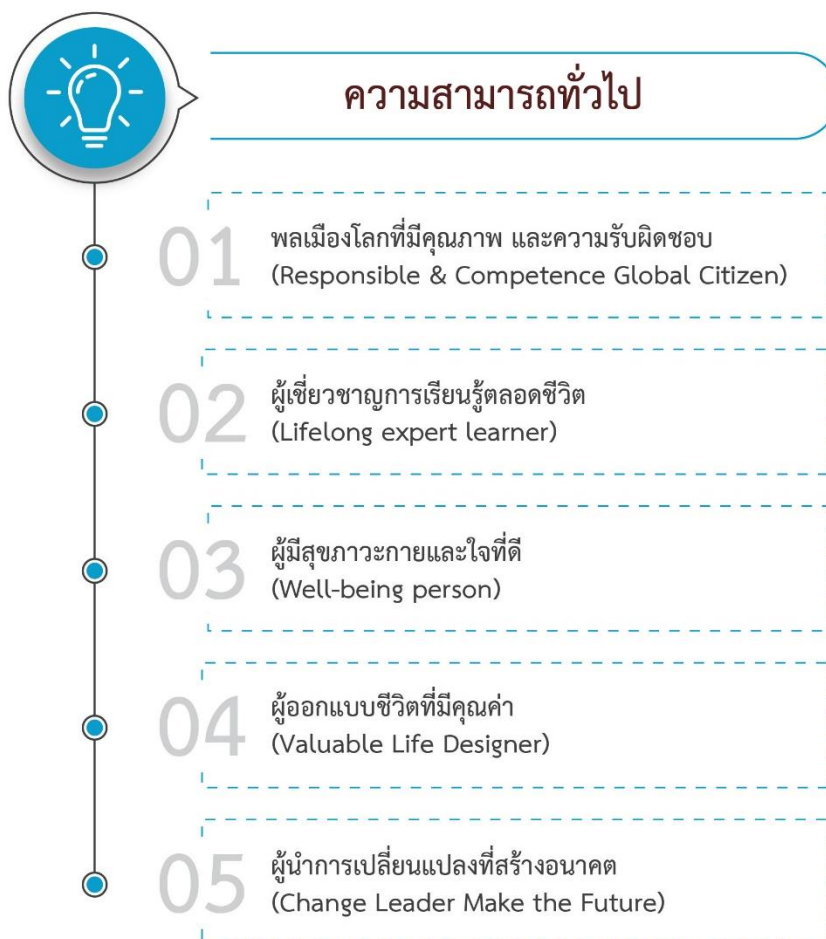 ความสามารถทั่วไป
01
พลเมืองโลกที่มีคุณภาพ และความรับผิดชอบ
(Responsible & Competence Global Citizen)
02
ผู้เชี่ยวชาญการเรียนรู้ตลอดชีวิต
(Lifelong expert learner)
03
ผู้มีสุขภาวะกายและใจที่ดี
(Well-being person)
04
ผู้ออกแบบชีวิตที่มีคุณค่า
(Valuable Life Designer)
05
ผู้นำการเปลี่ยนแปลงที่สร้างอนาคต
(Change Leader Make the Future)